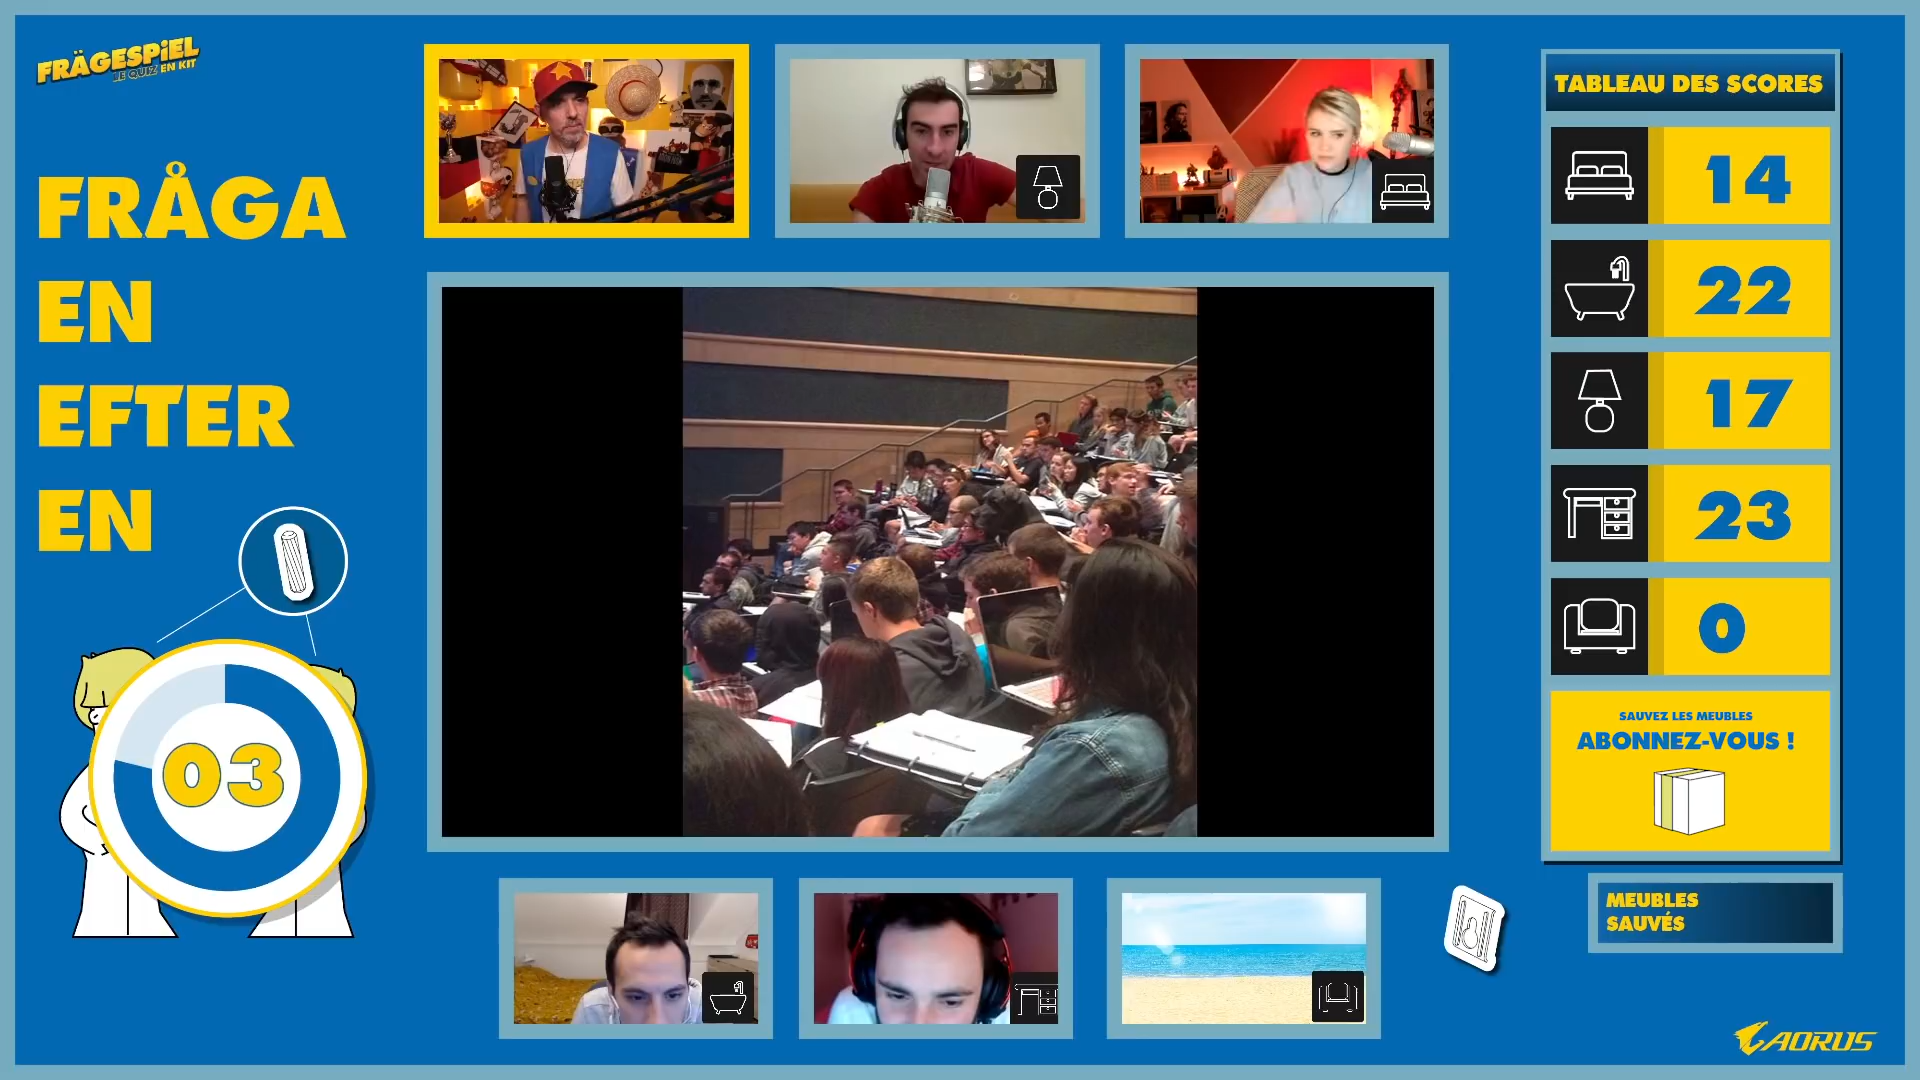 FRÄGESPIEL
LE QUIZ EN KIT
FRÅGA
EN
EFTER
EN
03
TABLEAU DES SCORES
14
22
17
23
0
SAUVEZ LES MEUBLES
ABONNEZ-VOUS !
MEUBLES
SAUVÉS
AORUS